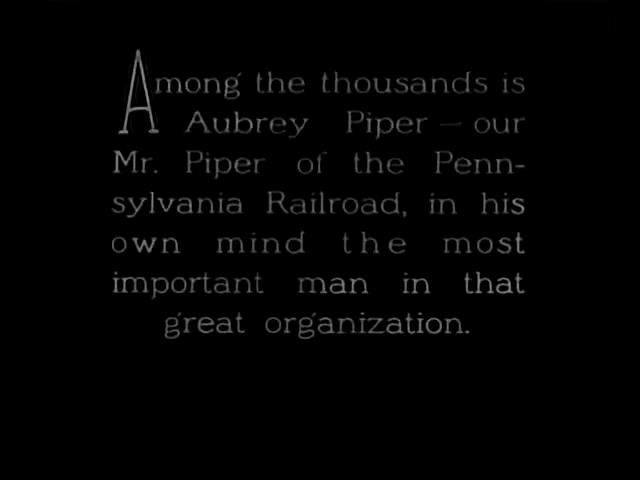 Among the thousands is
Aubrey Piper — our
Mr. Piper of the Penn-
sylvania Railroad, in his
own mind the most
important man in that
great organization.